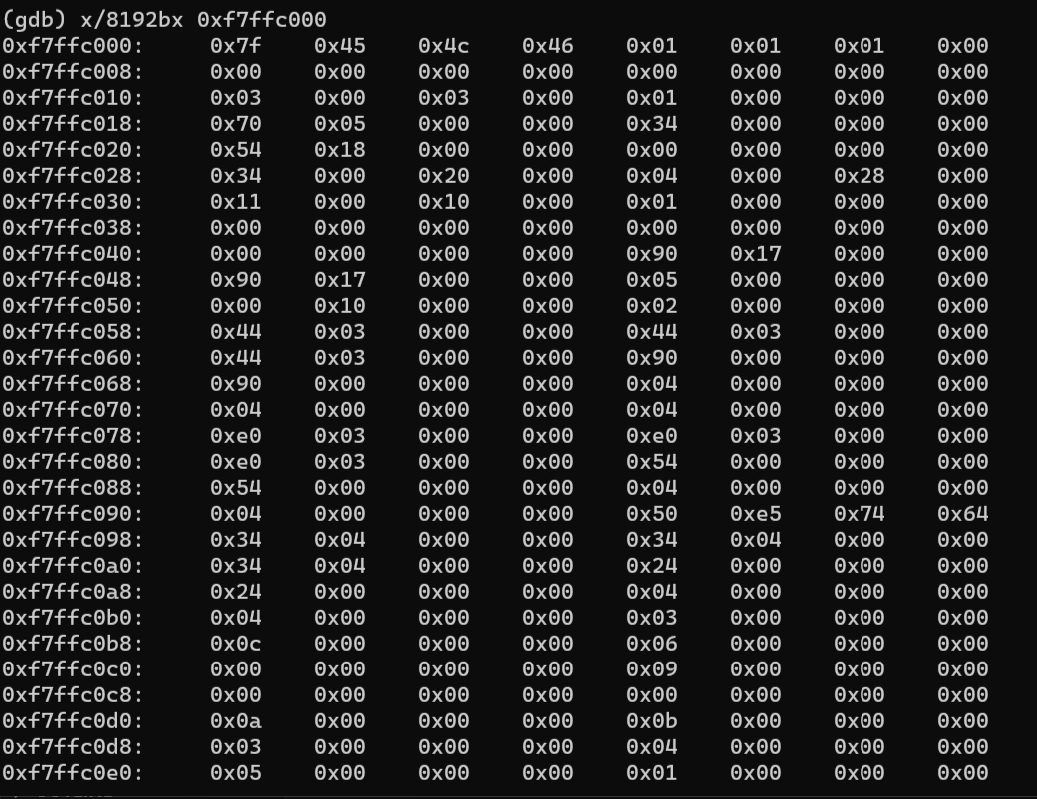 (gdb) x/8192bx 0xf7ffc000
0xf7ffc000: 0x7f 0x45 0x4c 0x46 0x01 0x01 0x01 0x00
0xf7ffc008: 0x00 0x00 0x00 0x00 0x00 0x00 0x00 0x00
0xf7ffc010: 0x03 0x00 0x03 0x00 0x01 0x00 0x00 0x00
0xf7ffc018: 0x70 0x05 0x00 0x00 0x34 0x00 0x00 0x00
0xf7ffc020: 0x54 0x18 0x00 0x00 0x00 0x00 0x00 0x00
0xf7ffc028: 0x34 0x00 0x20 0x00 0x04 0x00 0x28 0x00
0xf7ffc030: 0x11 0x00 0x10 0x00 0x01 0x00 0x00 0x00
0xf7ffc038: 0x00 0x00 0x00 0x00 0x00 0x00 0x00 0x00
0xf7ffc040: 0x00 0x00 0x00 0x00 0x90 0x17 0x00 0x00
0xf7ffc048: 0x90 0x17 0x00 0x00 0x05 0x00 0x00 0x00
0xf7ffc050: 0x00 0x10 0x00 0x00 0x02 0x00 0x00 0x00
0xf7ffc058: 0x44 0x03 0x00 0x00 0x44 0x03 0x00 0x00
0xf7ffc060: 0x44 0x03 0x00 0x00 0x90 0x00 0x00 0x00
0xf7ffc068: 0x90 0x00 0x00 0x00 0x04 0x00 0x00 0x00
0xf7ffc070: 0x04 0x00 0x00 0x00 0x04 0x00 0x00 0x00
0xf7ffc078: 0xe0 0x03 0x00 0x00 0xe0 0x03 0x00 0x00
0xf7ffc080: 0xe0 0x03 0x00 0x00 0x54 0x00 0x00 0x00
0xf7ffc088: 0x54 0x00 0x00 0x00 0x04 0x00 0x00 0x00
0xf7ffc090: 0x04 0x00 0x00 0x00 0x50 0xe5 0x74 0x64
0xf7ffc098: 0x34 0x04 0x00 0x00 0x34 0x04 0x00 0x00
0xf7ffc0a0: 0x34 0x04 0x00 0x00 0x24 0x00 0x00 0x00
0xf7ffc0a8: 0x24 0x00 0x00 0x00 0x04 0x00 0x00 0x00
0xf7ffc0b0: 0x04 0x00 0x00 0x00 0x03 0x00 0x00 0x00
0xf7ffc0b8: 0x0c 0x00 0x00 0x00 0x06 0x00 0x00 0x00
0xf7ffc0c0: 0x00 0x00 0x00 0x00 0x09 0x00 0x00 0x00
0xf7ffc0c8: 0x00 0x00 0x00 0x00 0x00 0x00 0x00 0x00
0xf7ffc0d0: 0x0a 0x00 0x00 0x00 0x0b 0x00 0x00 0x00
0xf7ffc0d8: 0x03 0x00 0x00 0x00 0x04 0x00 0x00 0x00
0xf7ffc0e0: 0x05 0x00 0x00 0x00 0x01 0x00 0x00 0x00